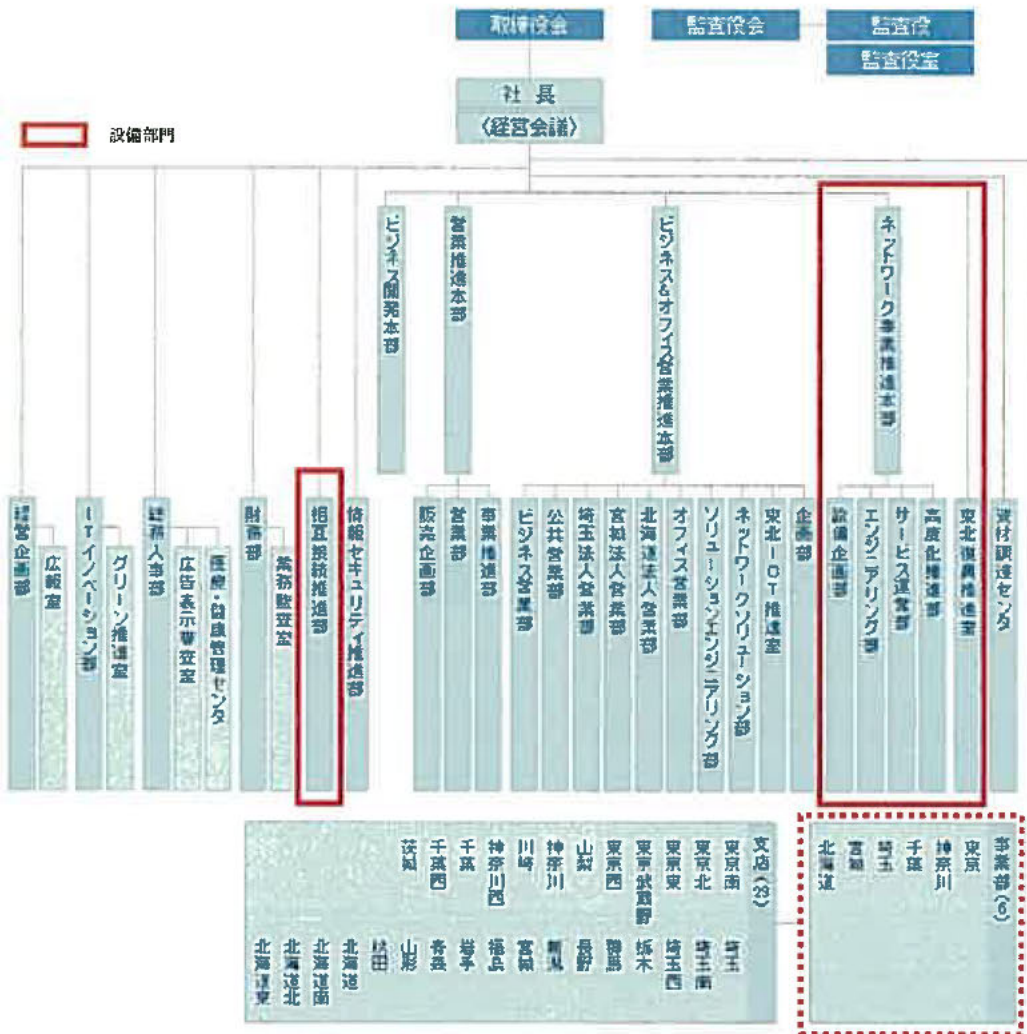 取締役会
監査役会
監査役
監査役室
社 長
〈経営会議〉
設備部門
ビジネス開発本部
営業推進本部
ビジネス&オフィス営業推進本部
ネットワーク事業推進本部
経営企画部
広報室
ITイノベーション部
グリーン推進室
総務人事部
広告表示審査室
医療・健康管理センタ
財務部
業務監査室
相互接続推進部
情報セキュリティ推進部
販売企画部
営業部
事業推進部
ビジネス営業部
公共営業部
埼玉法人営業部
宮城法人営業部
北海道法人営業部
オフィス営業部
ソリューションエンジニアリング部
ネットワークソリューション部
東北IOT推進室
企画部
設備企画部
エンジニアリング部
サービス運営部
高度化推進部
東北復興推進室
資材調達センタ
支店(29)
東京南
東京北
東京東
東京武蔵野
東京西
山梨
神奈川
川崎
神奈川西
千葉
千葉西
茨城
埼玉
埼玉南
埼玉西
栃木
群馬
長野
新潟
宮城
福島
岩手
青森
山形
秋田
北海道
北海道南
北海道北
北海道東
事業部(6)
東京
神奈川
千葉
埼玉
宮城
北海道